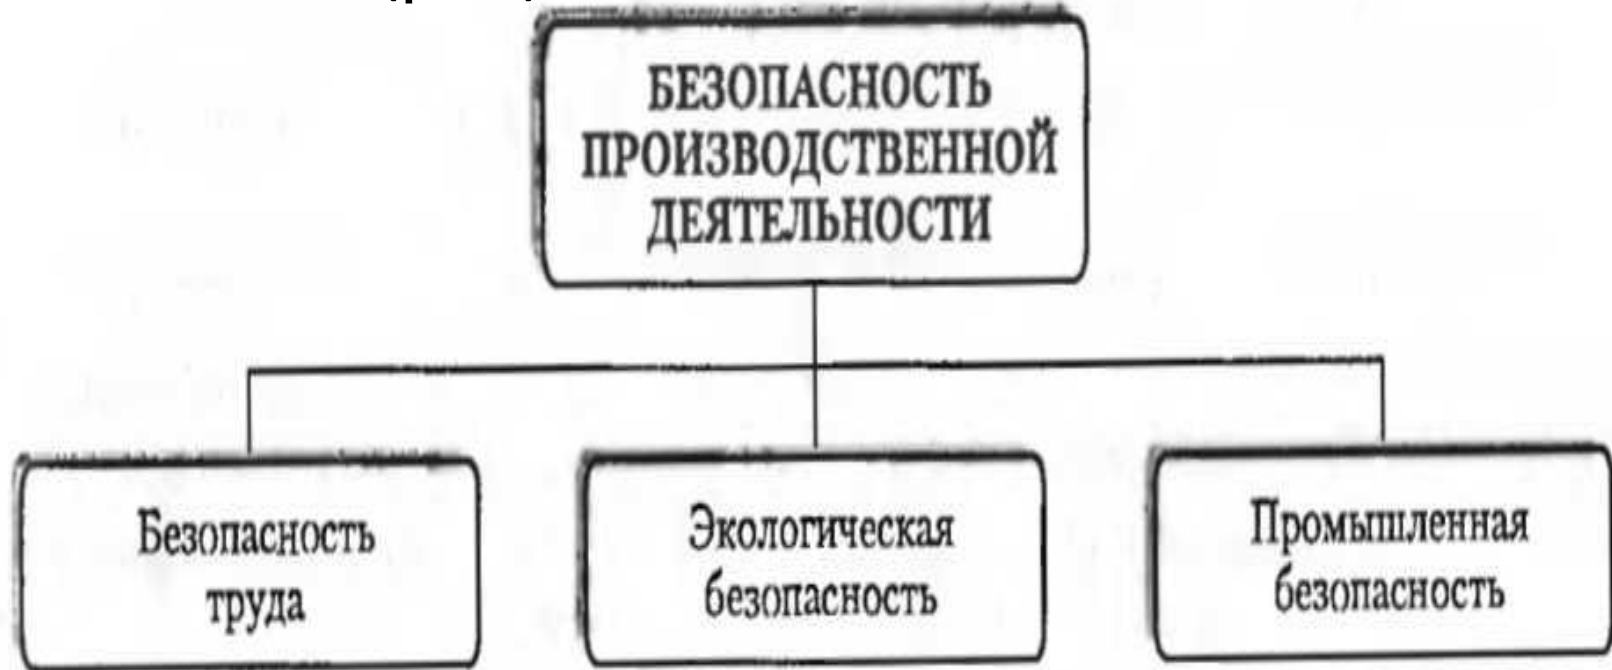 БЕЗОПАСНОСТЬ
ПРОИЗВОДСТВЕННОЙ
ДЕЯТЕЛЬНОСТИ
Безопасность
труда
Экологическая
безопасность
Промышленная
безопасность